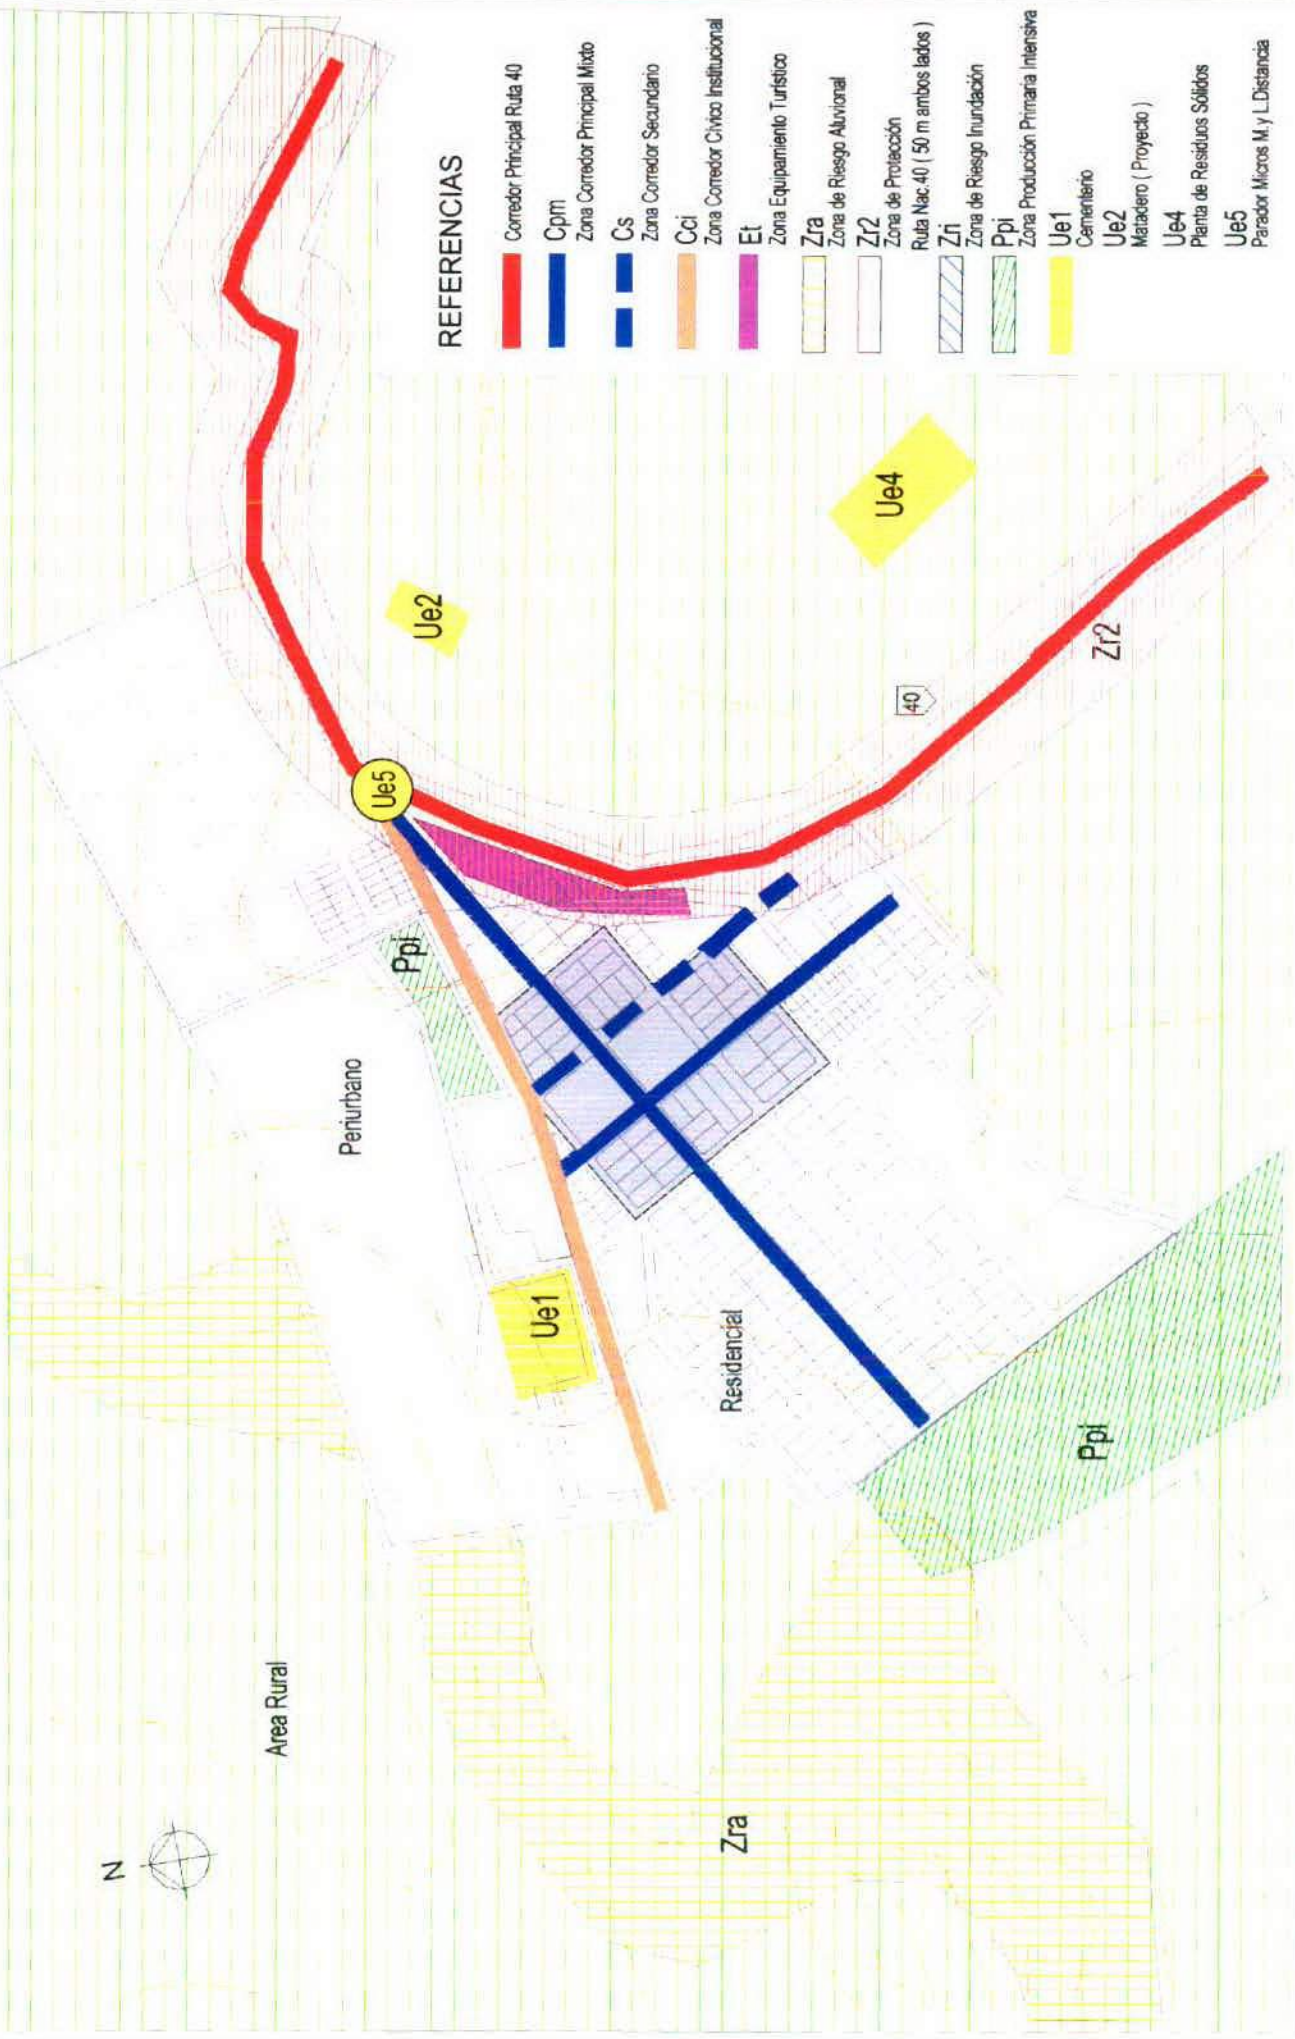 N
Area Rural
Zra
Periurbano
Ppi
Ue1
Residencial
Ppi
Ue5
Ue2
Ue4
40
Zr2
REFERENCIAS
Corredor Principal Ruta 40
Cpm
Zona Corredor Principal Mixto
Cs
Zona Corredor Secundario
Cci
Zona Corredor Cívico Institucional
Et
Zona Equipamiento Turístico
Zra
Zona de Riesgo Aluvional
Zr2
Zona de Protección
Ruta Nac. 40 ( 50 m ambos lados )
Zri
Zona de Riesgo Inundación
Ppi
Zona Producción Primaria Intensiva
Ue1
Cementerio
Ue2
Matadero ( Proyecto )
Ue4
Planta de Residuos Sólidos
Ue5
Parador Micros M.y L.Distancia